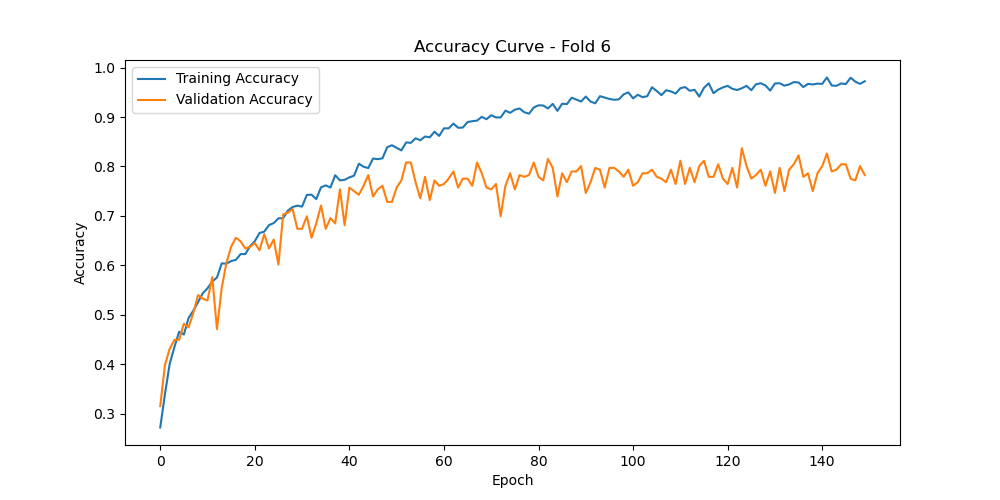 Accuracy Curve - Fold 6
Training Accuracy
Validation Accuracy
Accuracy
1.0
0.9
0.8
0.7
0.6
0.5
0.4
0.3
0 20 40 60 80 100 120 140
Epoch